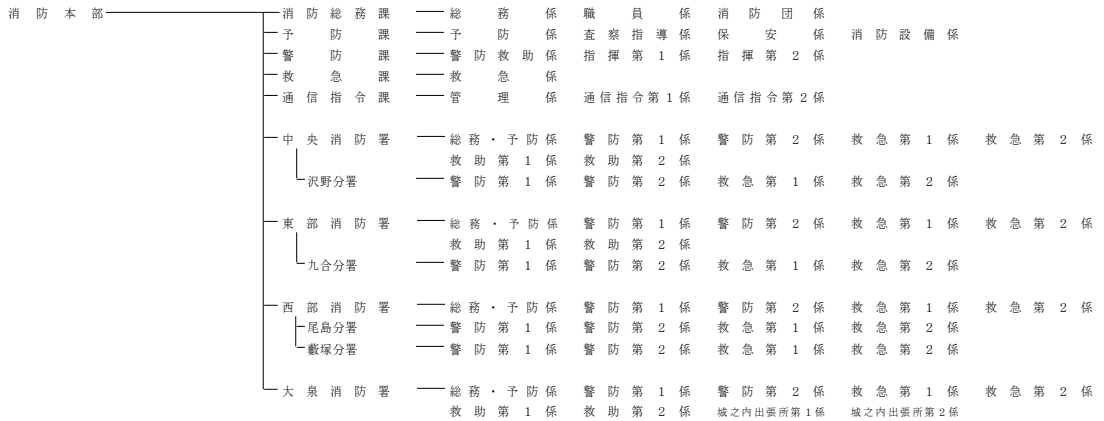 消防本部 消防総務課 総務係 職員係 消防団係
予防課 予防係 査察指導係 保安係 消防設備係
警防課 警防救助係 指揮第1係 指揮第2係
救急課 救急係
通信指令課 管理係 通信指令第1係 通信指令第2係
中央消防署 総務・予防係 警防第1係 警防第2係 救急第1係 救急第2係
救助第1係 救助第2係
沢野分署 警防第1係 警防第2係 救急第1係 救急第2係
東部消防署 総務・予防係 警防第1係 警防第2係 救急第1係 救急第2係
救助第1係 救助第2係
九合分署 警防第1係 警防第2係 救急第1係 救急第2係
西部消防署 総務・予防係 警防第1係 警防第2係 救急第1係 救急第2係
尾島分署 警防第1係 警防第2係 救急第1係 救急第2係
藪塚分署 警防第1係 警防第2係 救急第1係 救急第2係
大泉消防署 総務・予防係 警防第1係 警防第2係 救急第1係 救急第2係
救助第1係 救助第2係 城之内出張所第1係 城之内出張所第2係